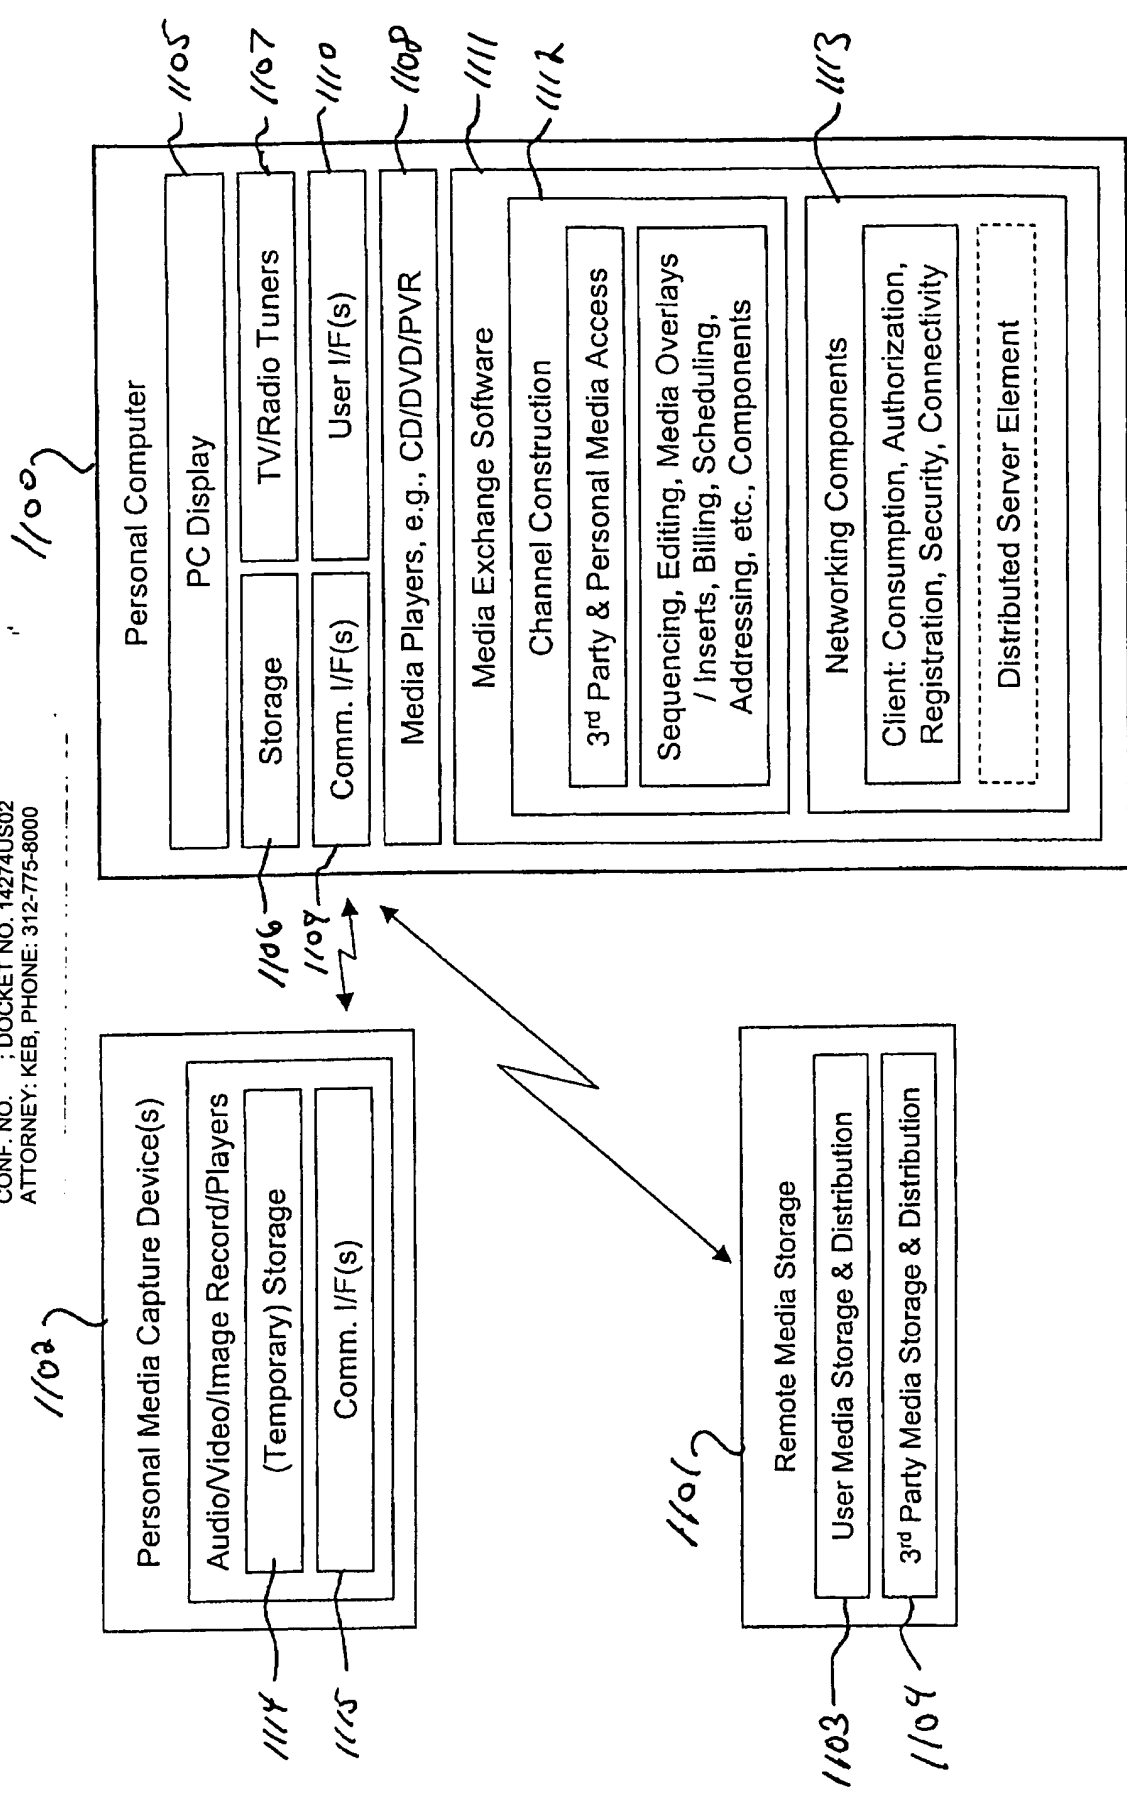 ; DOCKET NO. 14274US02
ATTORNEY: KEB, PHONE: 312-775-8000
1100
Personal Computer
PC Display
1105
Storage
TV/Radio Tuners
1107
1106
Comm. I/F(s)
User I/F(s)
1110
1109
Media Players, e.g., CD/DVD/PVR
1108
Media Exchange Software
1111
Channel Construction
1112
3rd Party & Personal Media Access
Sequencing, Editing, Media Overlays
/ Inserts, Billing, Scheduling,
Addressing, etc., Components
Networking Components
1113
Client: Consumption, Authorization,
Registration, Security, Connectivity
Distributed Server Element
1102
Personal Media Capture Device(s)
Audio/Video/Image Record/Players
(Temporary) Storage
1114
Comm. I/F(s)
1115
1101
Remote Media Storage
User Media Storage & Distribution
1103
3rd Party Media Storage & Distribution
1104